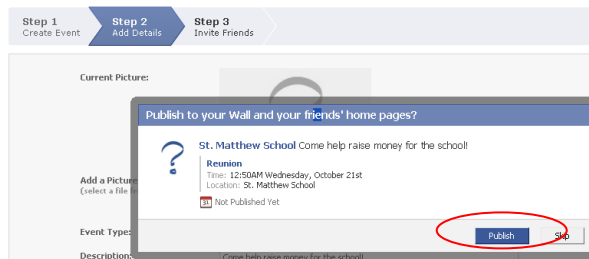 Step 1
Create Event
Step 2
Add Details
Step 3
Invite Friends
Current Picture:
Publish to your Wall and your friends' home pages?
St. Matthew School Come help raise money for the school!
Reunion
Time: 12:50AM Wednesday, October 21st
Location: St. Matthew School
31 Not Published Yet
Add a Picture
(select a file
Event Type:
Publish
Skip
Description:
Come help raise money for the school!